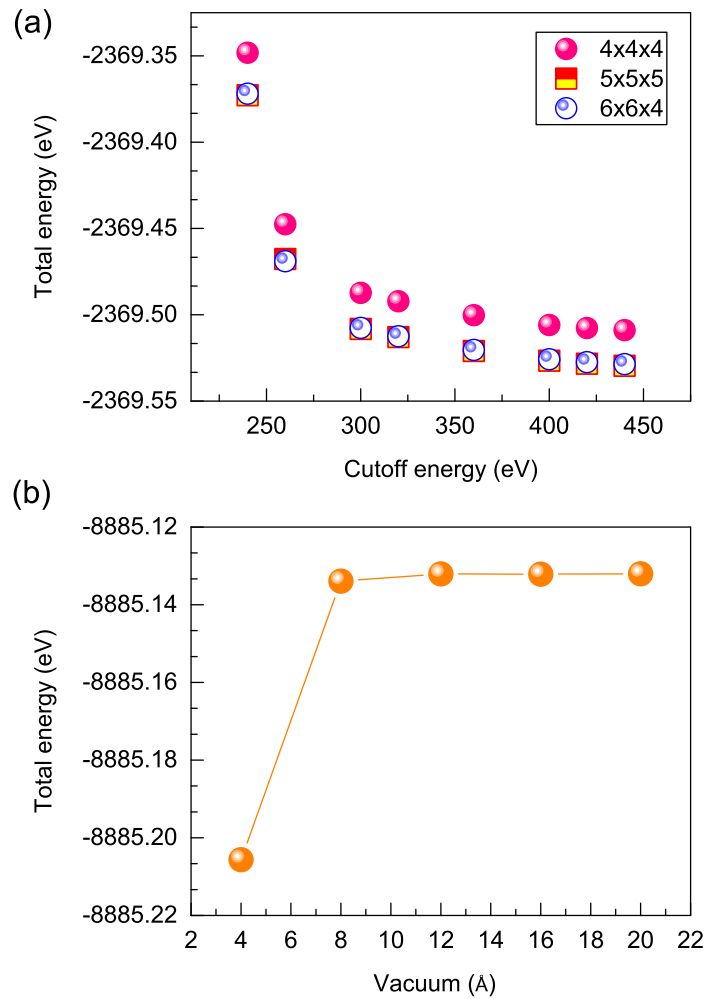 (a)
4x4x4
5x5x5
6x6x4
-2369.35
-2369.40
-2369.45
-2369.50
-2369.55
Total energy (eV)
250 300 350 400 450
Cutoff energy (eV)
(b)
-8885.12
-8885.14
-8885.16
-8885.18
-8885.20
-8885.22
Total energy (eV)
2 4 6 8 10 12 14 16 18 20 22
Vacuum (Å)